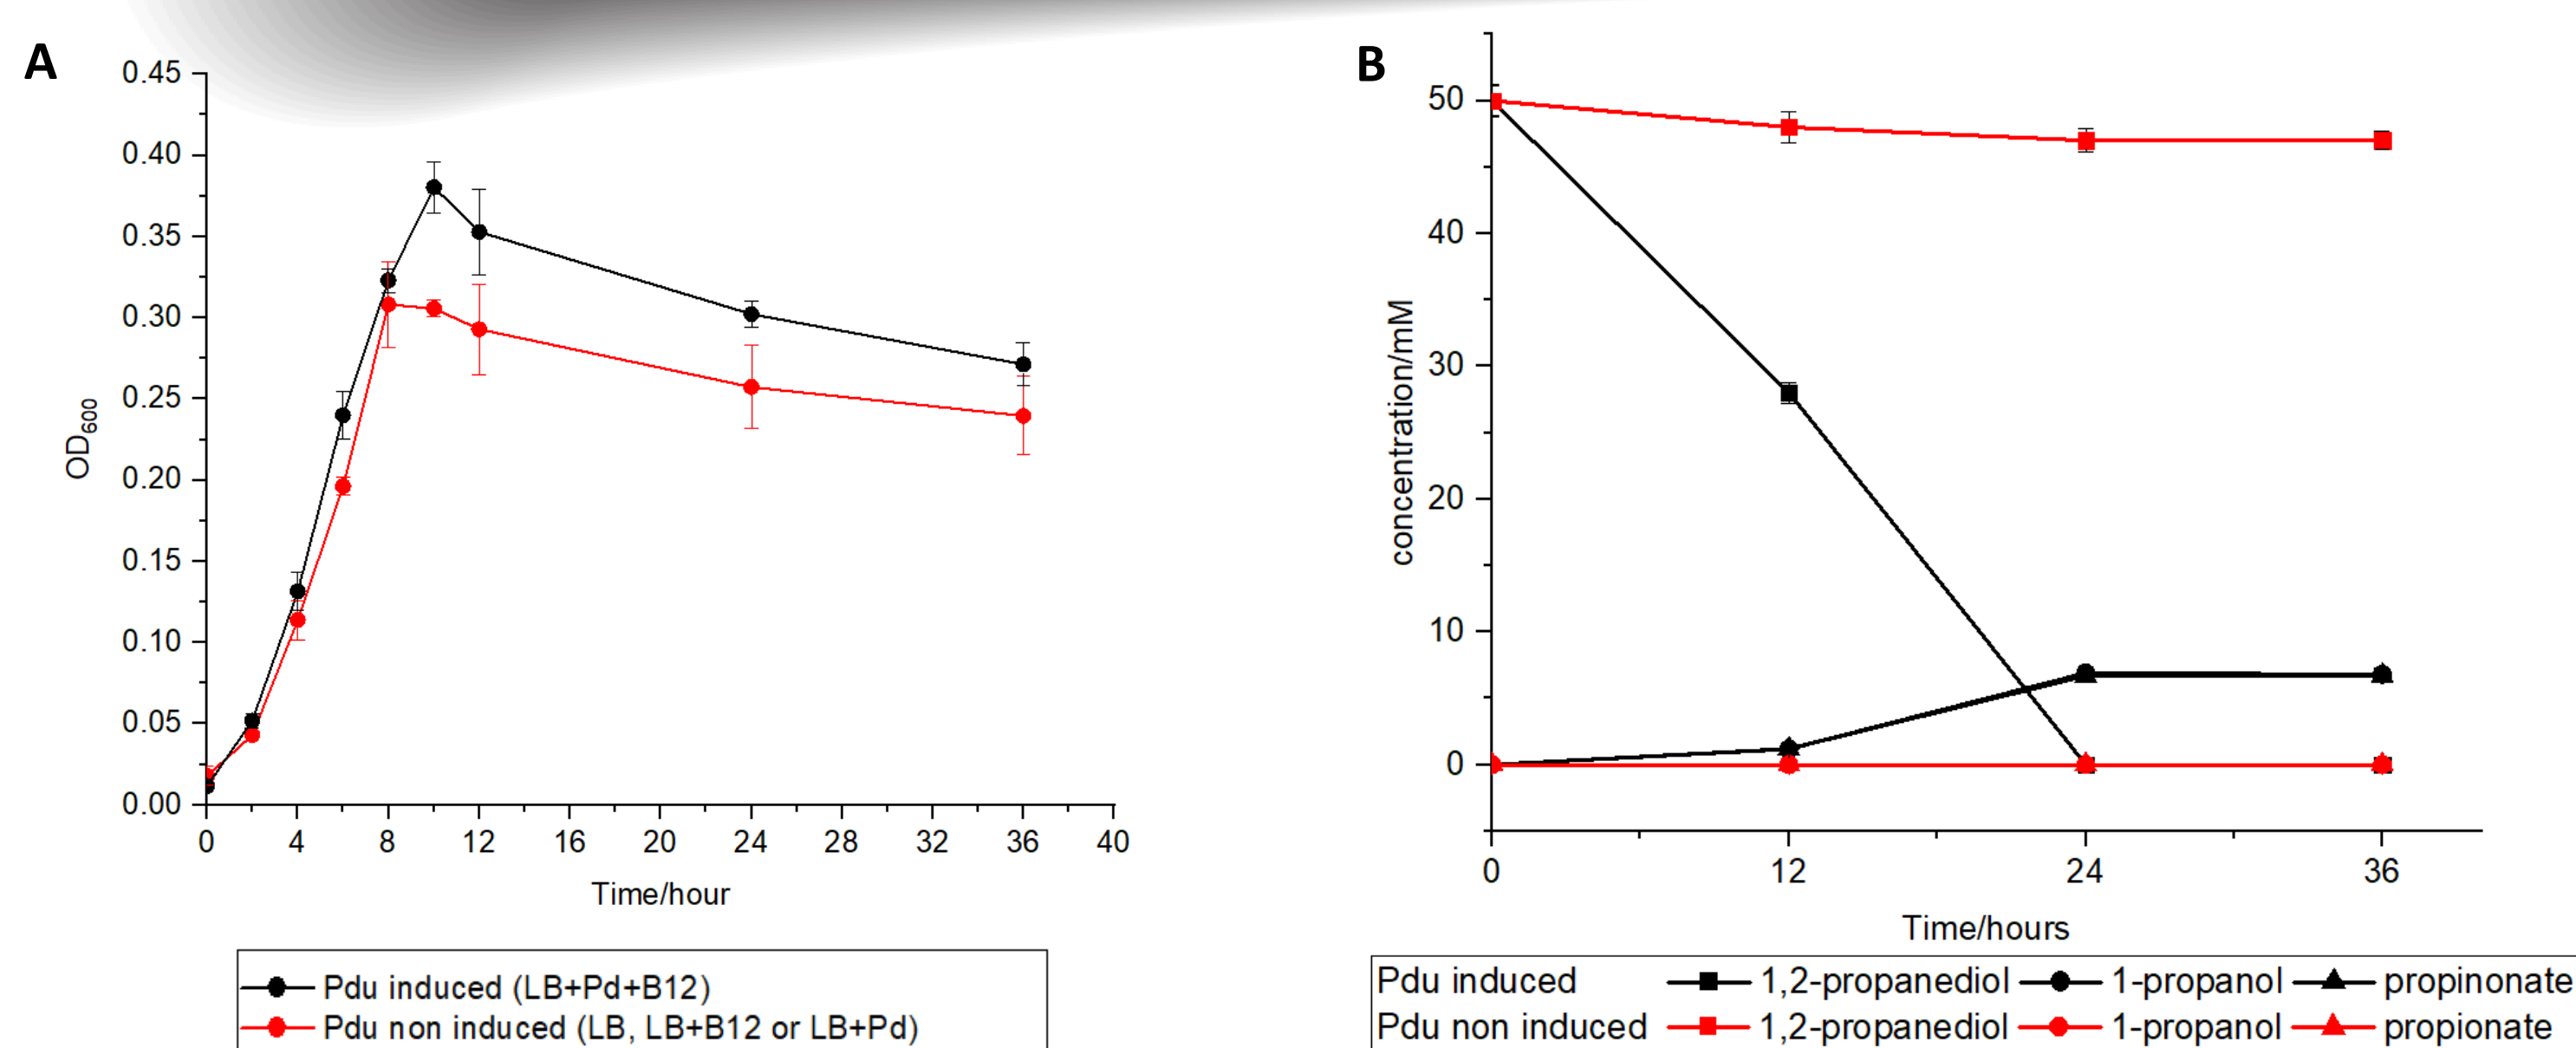 A
0.45
0.40
0.35
0.30
0.25
0.20
0.15
0.10
0.05
0.00
OD600
0 4 8 12 16 20 24 28 32 36 40
Time/hour
Pdu induced (LB+Pd+B12)
Pdu non induced (LB, LB+B12 or LB+Pd)
B
50
40
30
20
10
0
concentration/mM
0 12 24 36
Time/hours
Pdu induced 1,2-propanediol 1-propanol propinonate
Pdu non induced 1,2-propanediol 1-propanol propionate